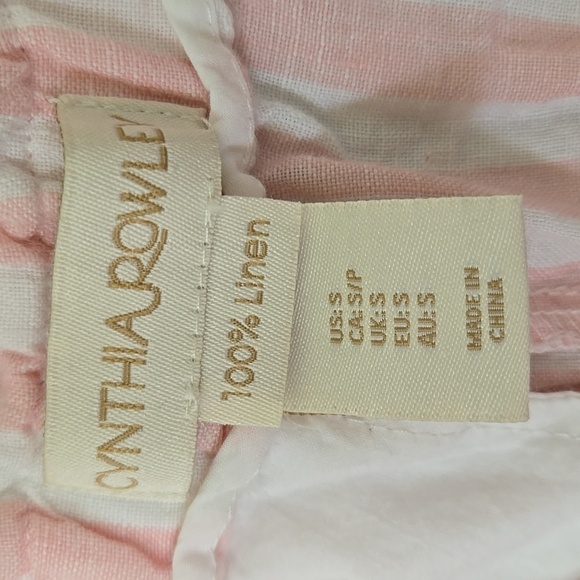 CYNTHIA ROWLEY
100% Linen
US: S
CA: S/P
UK: S
EU: S
AU: S
MADE IN
CHINA